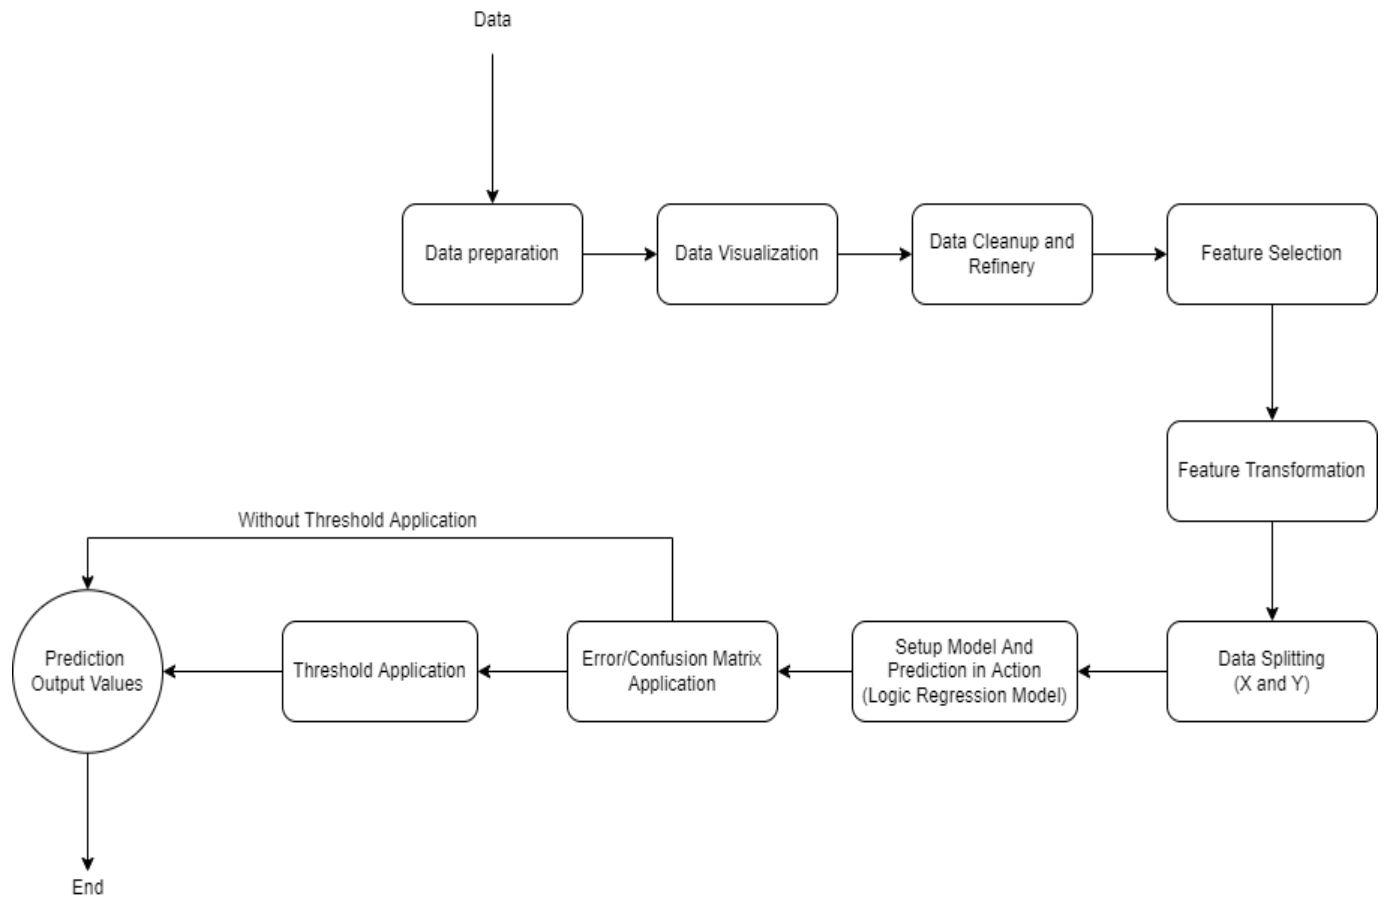 Data
Data preparation
Data Visualization
Data Cleanup and
Refinery
Feature Selection
Feature Transformation
Data Splitting
(X and Y)
Setup Model And
Prediction in Action
(Logic Regression Model)
Error/Confusion Matrix
Application
Without Threshold Application
Threshold Application
Prediction
Output Values
End